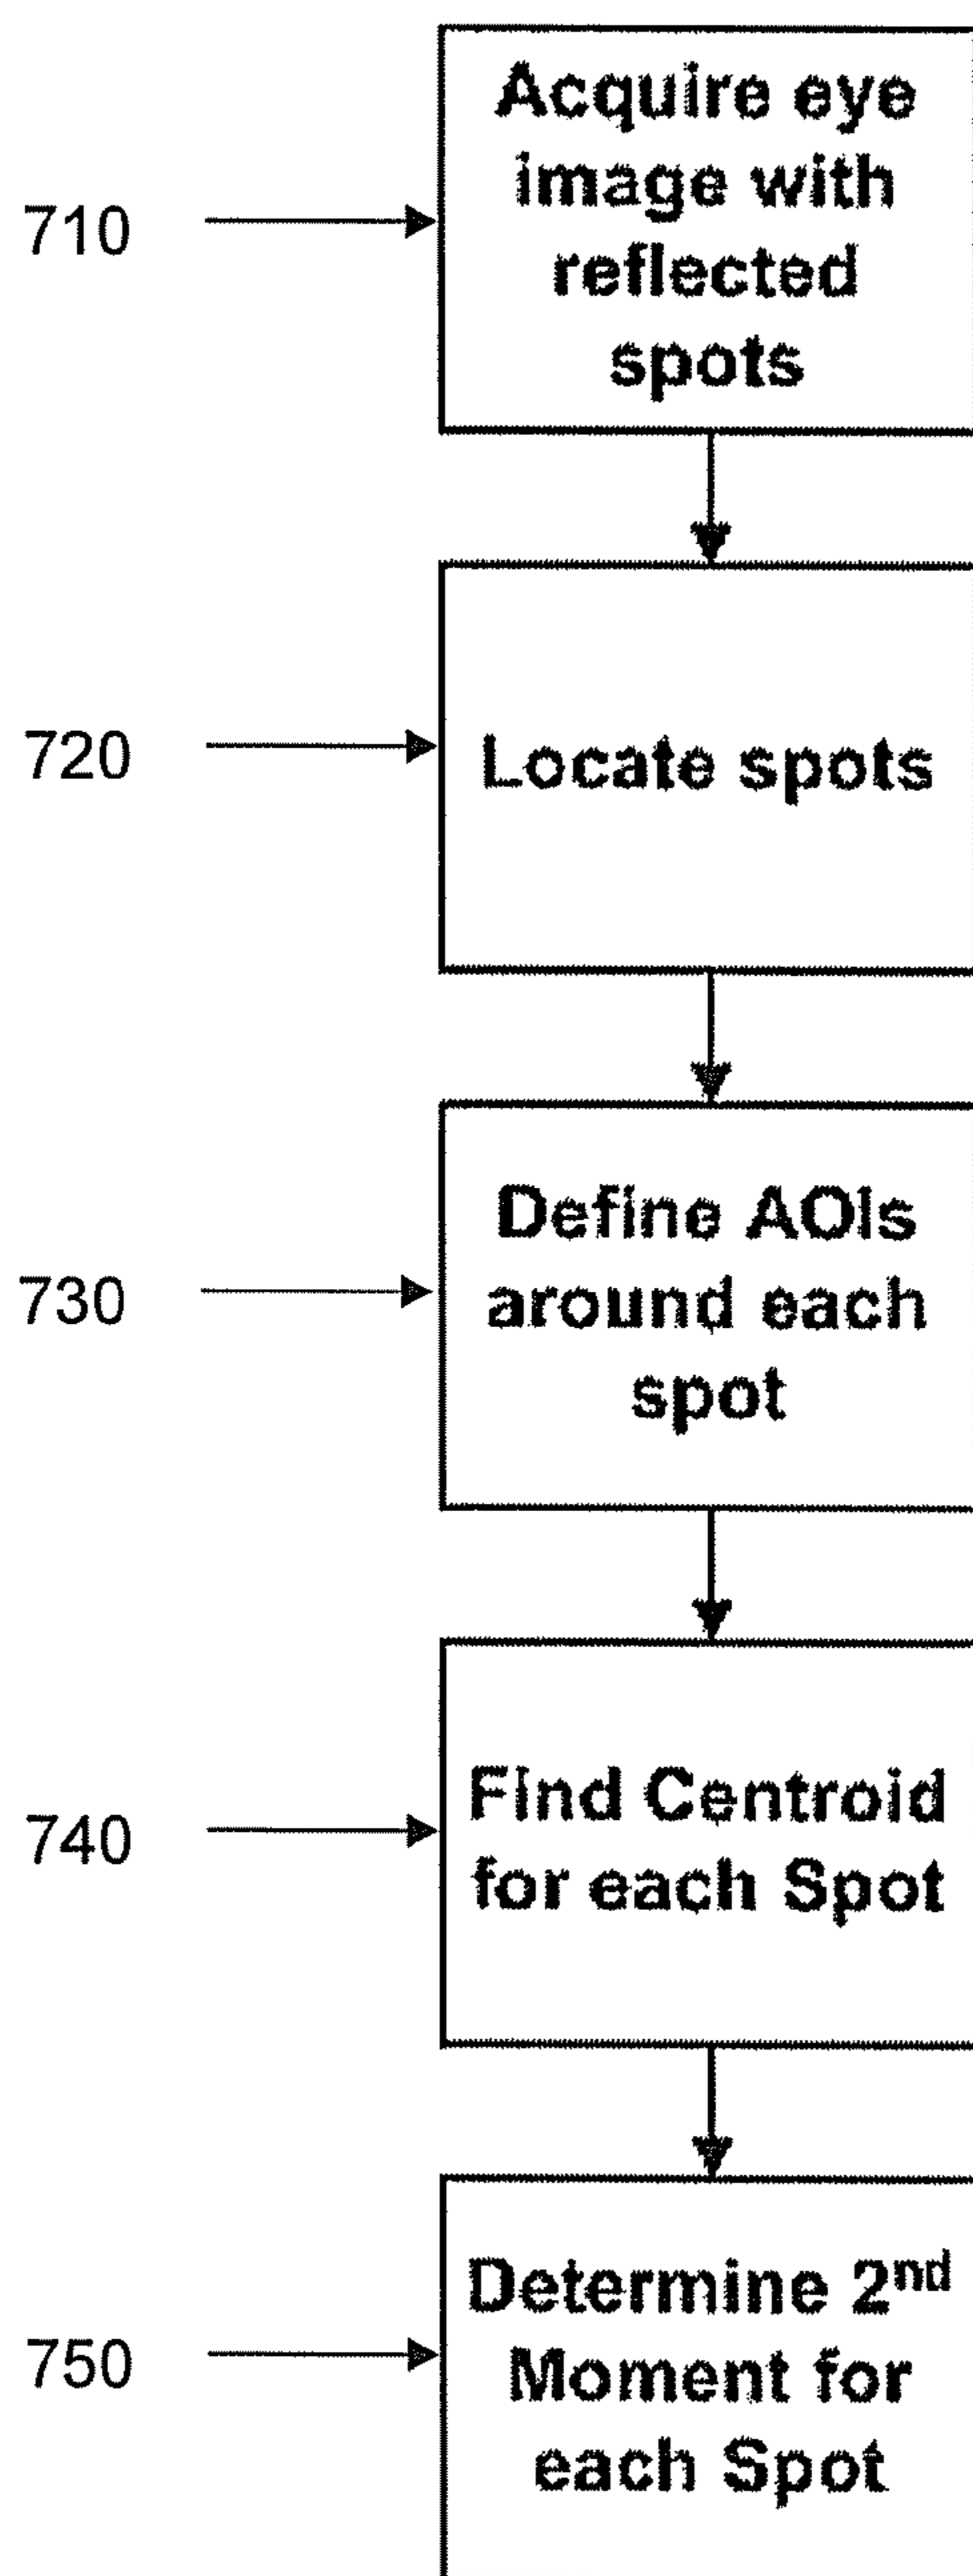 710
Acquire eye
image with
reflected
spots
720
Locate spots
730
Define AOIs
around each
spot
740
Find Centroid
for each Spot
750
Determine 2nd
Moment for
each Spot